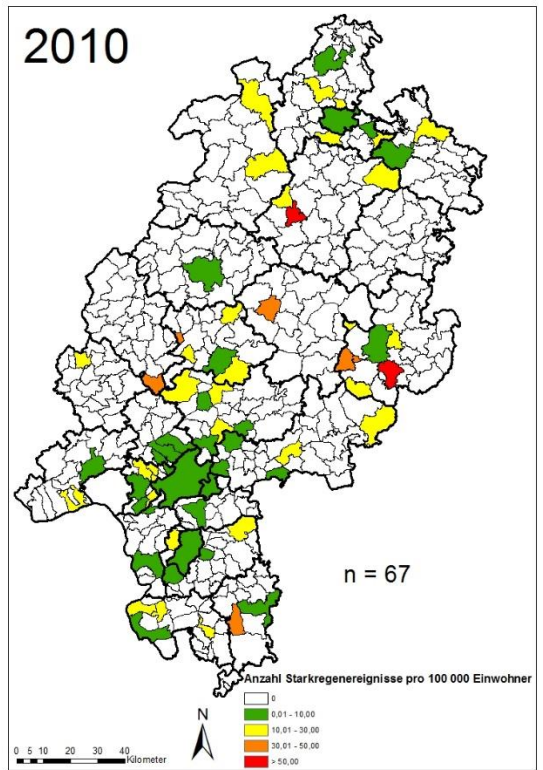 2010
n = 67
Anzahl Starkregenereignisse pro 100 000 Einwohner
0
0,01 - 10,00
10,01 - 30,00
30,01 - 50,00
> 50,00
N
0 5 10 20 30 40
Kilometer